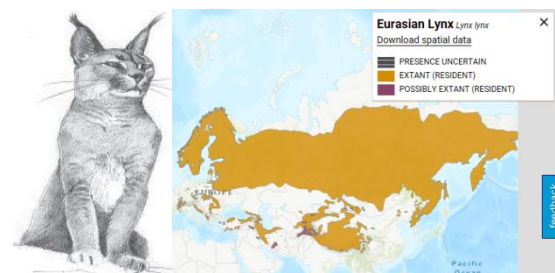 Eurasian Lynx Lynx lynx ×
Download spatial data
PRESENCE UNCERTAIN
EXTANT (RESIDENT)
POSSIBLY EXTANT (RESIDENT)
EUROPE
feedback
Pacific
Ocean